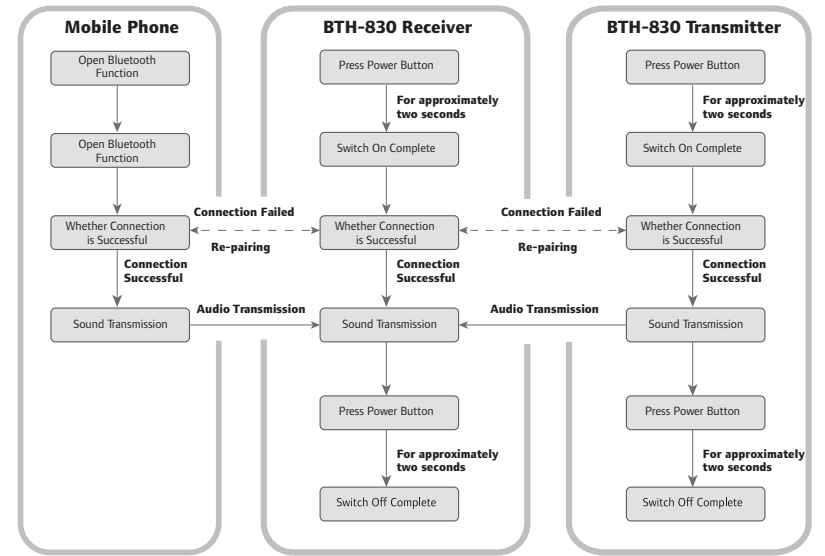 Mobile Phone
BTH-830 Receiver
BTH-830 Transmitter
Open Bluetooth
Function
Press Power Button
Press Power Button
For approximately
two seconds
For approximately
two seconds
Open Bluetooth
Function
Switch On Complete
Switch On Complete
Connection Failed
Connection Failed
Whether Connection
is Successful
Whether Connection
is Successful
Whether Connection
is Successful
Re-pairing
Re-pairing
Connection
Successful
Connection
Successful
Connection
Successful
Audio Transmission
Audio Transmission
Sound Transmission
Sound Transmission
Sound Transmission
Press Power Button
Press Power Button
For approximately
two seconds
For approximately
two seconds
Switch Off Complete
Switch Off Complete